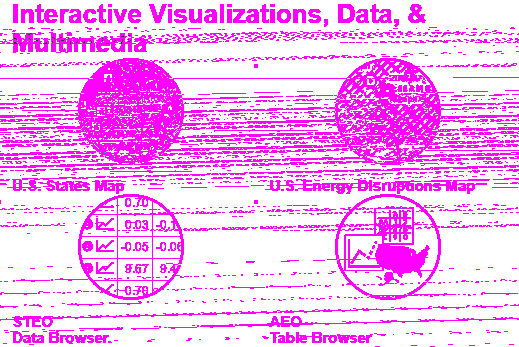 Interactive Visualizations, Data, &
Multimedia
U.S. States Map
U.S. Energy Disruptions Map
0.70
0.03 -0.1
-0.05 -0.06
9.67 9.4
0.76
STEO
Data Browser
AEO
Table Browser